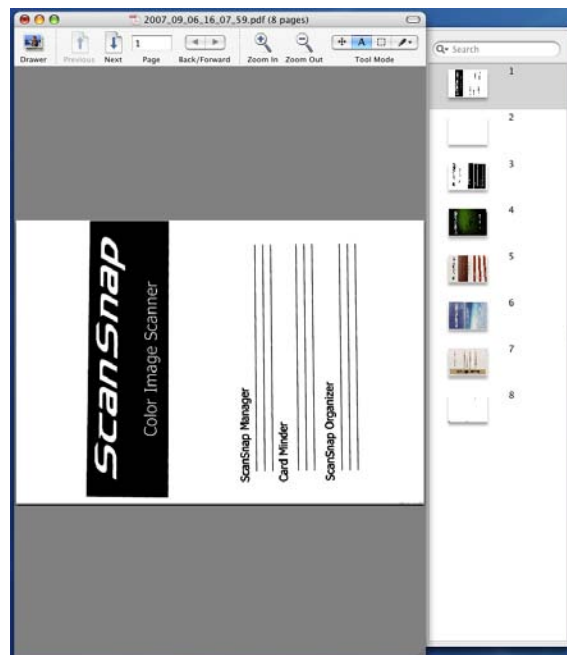 2007_09_06_16_07_59.pdf (8 pages)
1
Drawer Previous Next Page Back/Forward Zoom In Zoom Out Tool Mode
A
Search
1
2
3
4
5
6
7
8
ScanSnap
Color Image Scanner
ScanSnap Manager
Card Minder
ScanSnap Organizer